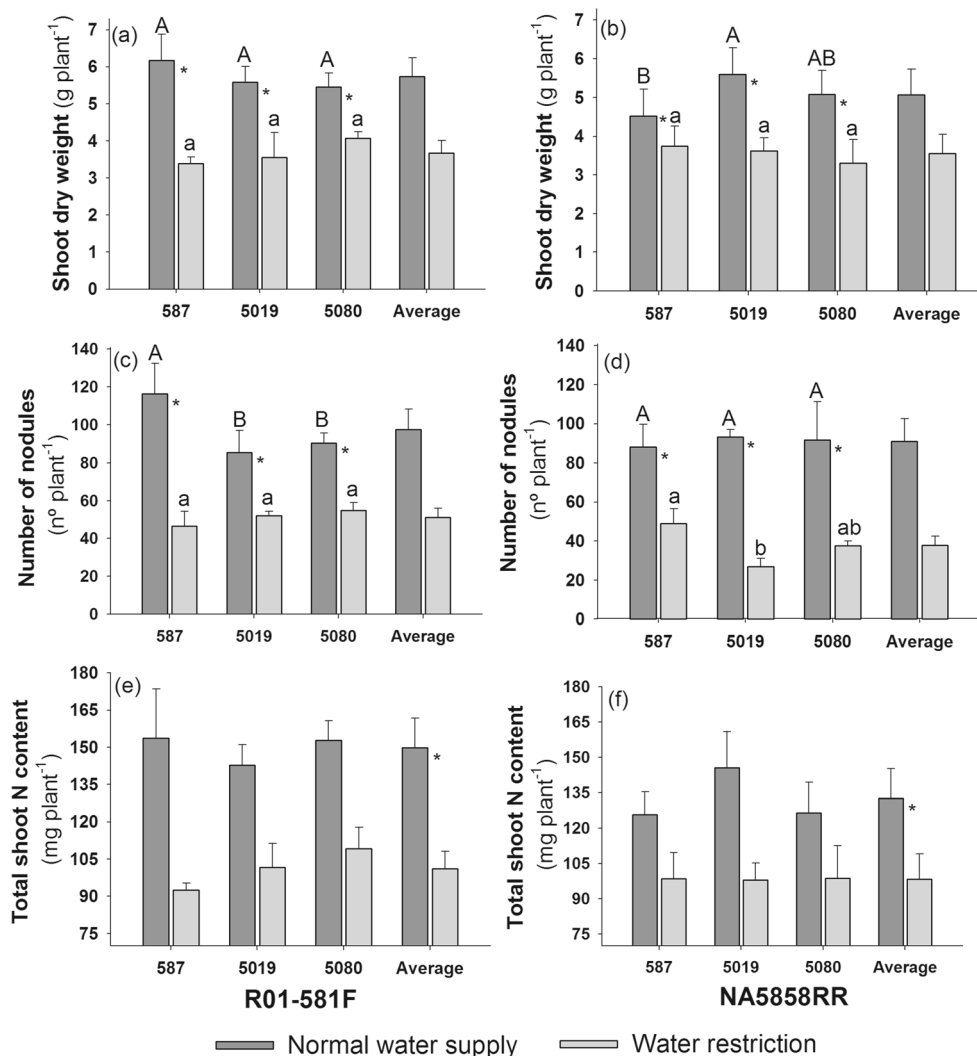 (a)
Shoot dry weight (g plant⁻¹)
7
6
5
4
3
2
1
0
A
*
a
A
*
a
A
*
a
587 5019 5080 Average
(b)
Shoot dry weight (g plant⁻¹)
7
6
5
4
3
2
1
0
B
*
a
A
*
a
AB
*
a
587 5019 5080 Average
(c)
Number of nodules
(nº plant⁻¹)
140
120
100
80
60
40
20
0
A
*
a
B
*
a
B
*
a
587 5019 5080 Average
(d)
Number of nodules
(nº plant⁻¹)
140
120
100
80
60
40
20
0
A
*
a
A
*
b
A
*
ab
587 5019 5080 Average
(e)
Total shoot N content
(mg plant⁻¹)
180
165
150
135
120
105
90
75
*
587 5019 5080 Average
R01-581F
(f)
Total shoot N content
(mg plant⁻¹)
180
165
150
135
120
105
90
75
*
587 5019 5080 Average
NA5858RR
Normal water supply Water restriction